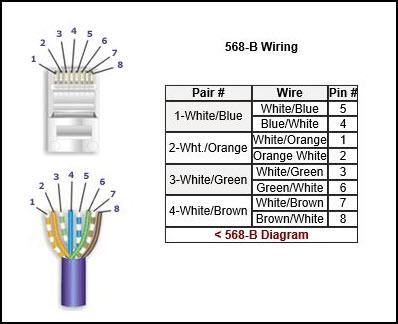 568-B Wiring
1 2 3 4 5 6 7 8
Pair # Wire Pin #
1-White/Blue White/Blue 5
Blue/White 4
2-Wht./Orange White/Orange 1
Orange White 2
3-White/Green White/Green 3
Green/White 6
4-White/Brown White/Brown 7
Brown/White 8
< 568-B Diagram
1 2 3 4 5 6 7 8